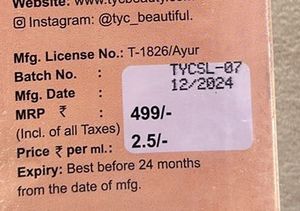 Website: www.tycbeauty.com
Instagram: @tyc_beautiful.
Mfg. License No.: T-1826/Ayur
Batch No. : TYCSL-07
Mfg. Date : 12/2024
MRP ₹ : 499/-
(Incl. of all Taxes)
Price ₹ per ml.: 2.5/-
Expiry: Best before 24 months
from the date of mfg.